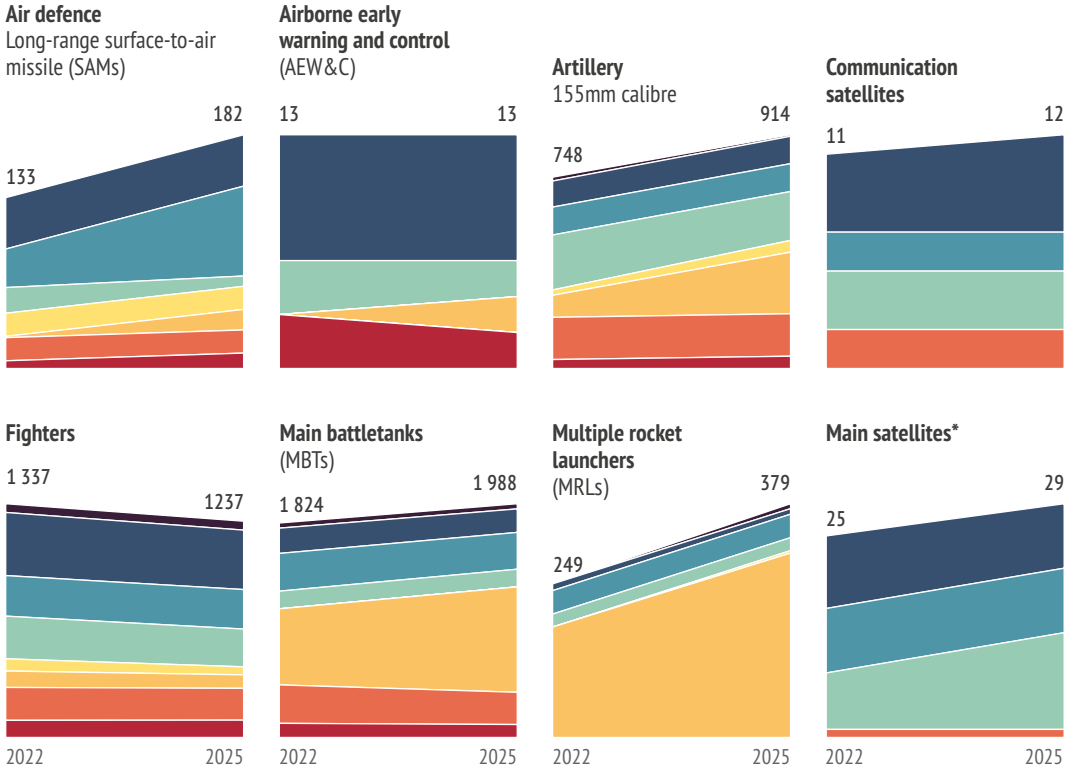 Air defence
Long-range surface-to-air
missile (SAMs)
133
182
Airborne early
warning and control
(AEW&C)
13
13
Artillery
155mm calibre
748
914
Communication
satellites
11
12
Fighters
1 337
1237
2022
2025
Main battletanks
(MBTs)
1 824
1 988
2022
2025
Multiple rocket
launchers
(MRLs)
249
379
2022
2025
Main satellites*
25
29
2022
2025